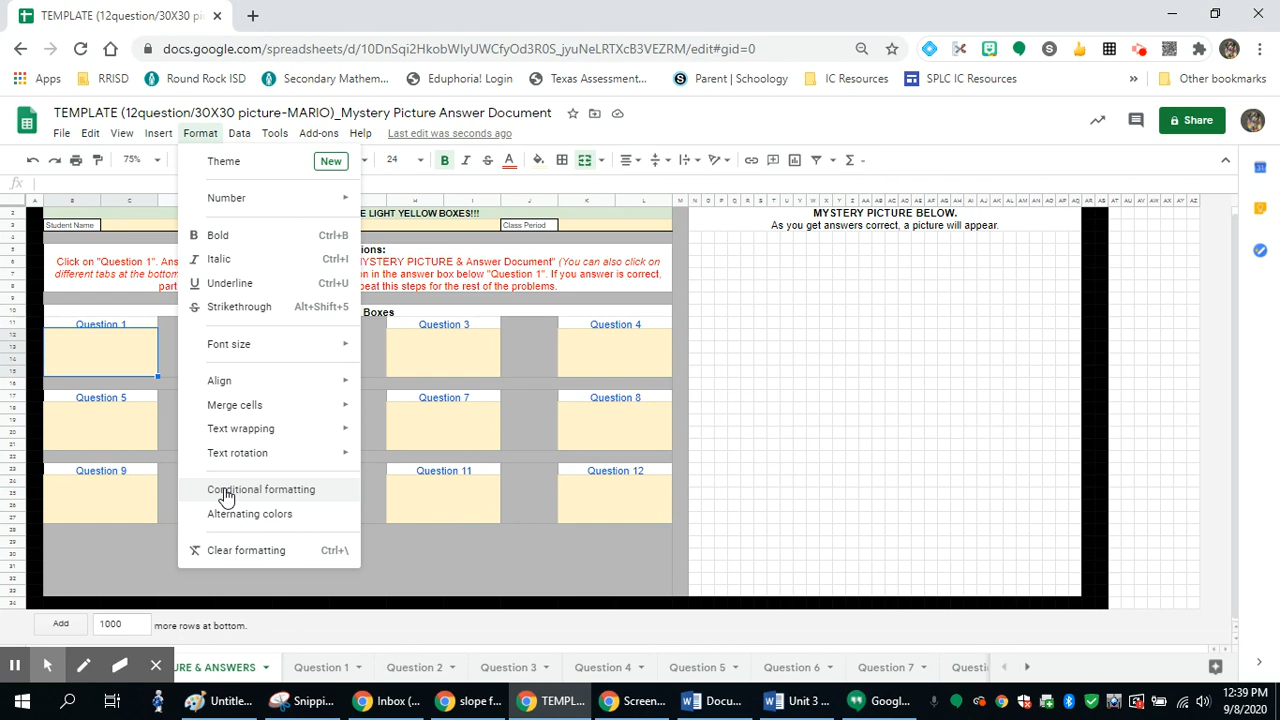 TEMPLATE (12question/30X30 pi
docs.google.com/spreadsheets/d/10DnSqi2HkobWIyUWCfyOd3R0S_jyuNeLRTXcB3VEZRM/edit#gid=0
Apps RRISD Round Rock ISD Secondary Mathem... Eduphoria! Login Texas Assessment... Parent | Schoology IC Resources SPLC IC Resources » Other bookmarks
TEMPLATE (12question/30X30 picture-MARIO)_Mystery Picture Answer Document
File Edit View Insert Format Data Tools Add-ons Help Last edit was seconds ago
Share
75% 24
Theme New
Number
Bold Ctrl+B
Italic Ctrl+I
Underline Ctrl+U
Strikethrough Alt+Shift+5
Font size
Align
Merge cells
Text wrapping
Text rotation
Conditional formatting
Alternating colors
Clear formatting Ctrl+\
LIGHT YELLOW BOXES!!!
Student Name Class Period
ions:
Click on "Question 1". Ans MYSTERY PICTURE & Answer Document" (You can also click on
different tabs at the bottom on in the answer box below "Question 1". If you answer is correct,
part peat this steps for the rest of the problems.
Boxes
Question 1 Question 3 Question 4
Question 5 Question 7 Question 8
Question 9 Question 11 Question 12
MYSTERY PICTURE BELOW.
As you get answers correct, a picture will appear.
Add 1000 more rows at bottom.
URE & ANSWERS Question 1 Question 2 Question 3 Question 4 Question 5 Question 6 Question 7 Questi
Untitle... Snippi... Inbox (... slope f... TEMPL... Screen... Docu... Unit 3 ... Googl...
12:39 PM
9/8/2020